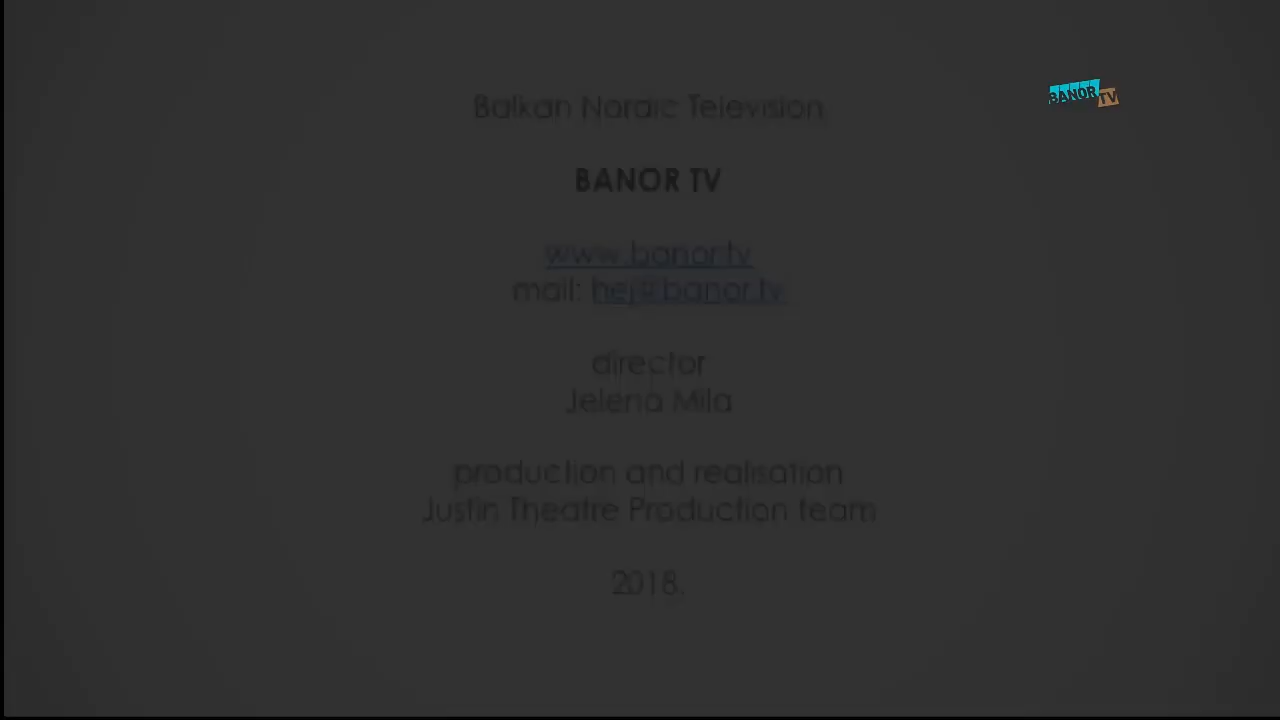 BANOR TV
Balkan Nordic Television
BANOR TV
www.banor.tv
mail: hej@banor.tv
director
Jelena Mila
production and realisation
Justin Theatre Production team
2018.